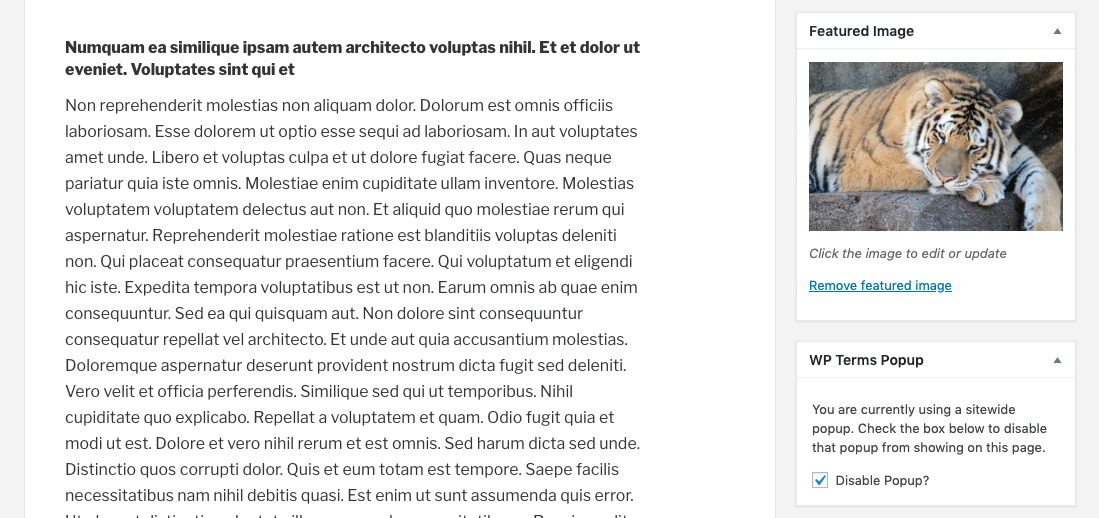 Numquam ea similique ipsam autem architecto voluptas nihil. Et et dolor ut
eveniet. Voluptates sint qui et
Non reprehenderit molestias non aliquam dolor. Dolorum est omnis officiis
laboriosam. Esse dolorem ut optio esse sequi ad laboriosam. In aut voluptates
amet unde. Libero et voluptas culpa et ut dolore fugiat facere. Quas neque
pariatur quia iste omnis. Molestiae enim cupiditate ullam inventore. Molestias
voluptatem voluptatem delectus aut non. Et aliquid quo molestiae rerum qui
aspernatur. Reprehenderit molestiae ratione est blanditiis voluptas deleniti
non. Qui placeat consequatur praesentium facere. Qui voluptatum et eligendi
hic iste. Expedita tempora voluptatibus est ut non. Earum omnis ab quae enim
consequuntur. Sed ea qui quisquam aut. Non dolore sint consequuntur
consequatur repellat vel architecto. Et unde aut quia accusantium molestias.
Doloremque aspernatur deserunt provident nostrum dicta fugit sed deleniti.
Vero velit et officia perferendis. Similique sed qui ut temporibus. Nihil
cupiditate quo explicabo. Repellat a voluptatem et quam. Odio fugit quia et
modi ut est. Dolore et vero nihil rerum et est omnis. Sed harum dicta sed unde.
Distinctio quos corrupti dolor. Quis et eum totam est tempore. Saepe facilis
necessitatibus nam nihil debitis quasi. Est enim ut sunt assumenda quis error.
Featured Image
Click the image to edit or update
Remove featured image
WP Terms Popup
You are currently using a sitewide
popup. Check the box below to disable
that popup from showing on this page.
Disable Popup?